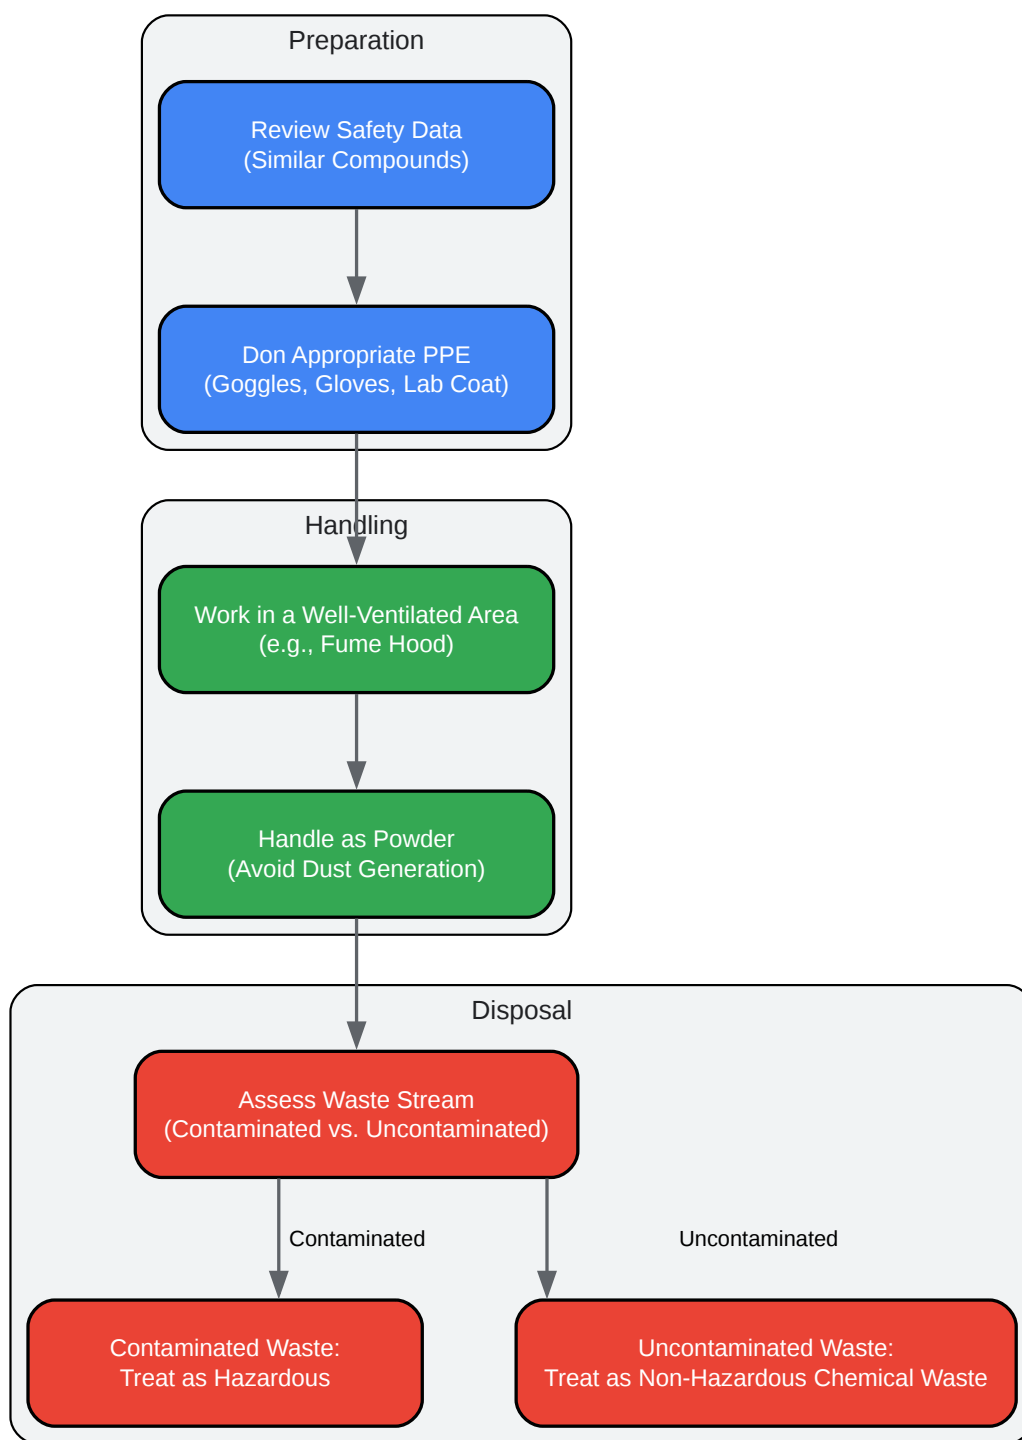 Preparation
Review Safety Data
(Similar Compounds)
Don Appropriate PPE
(Goggles, Gloves, Lab Coat)
Handling
Work in a Well-Ventilated Area
(e.g., Fume Hood)
Handle as Powder
(Avoid Dust Generation)
Disposal
Assess Waste Stream
(Contaminated vs. Uncontaminated)
Contaminated
Uncontaminated
Contaminated Waste:
Treat as Hazardous
Uncontaminated Waste:
Treat as Non-Hazardous Chemical Waste